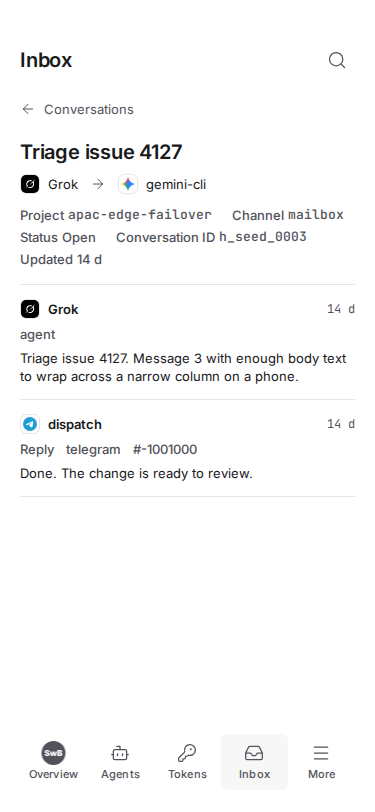 Inbox
Conversations
Triage issue 4127
Grok gemini-cli
Project apac-edge-failover Channel mailbox
Status Open Conversation ID h_seed_0003
Updated 14 d
Grok 14 d
agent
Triage issue 4127. Message 3 with enough body text
to wrap across a narrow column on a phone.
dispatch 14 d
Reply telegram #-1001000
Done. The change is ready to review.
SwB
Overview Agents Tokens Inbox More